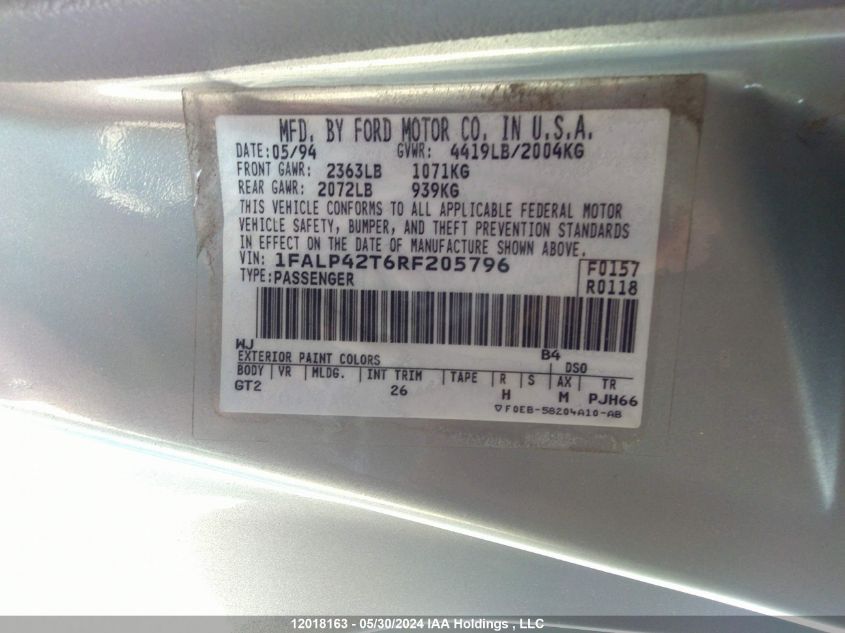 MFD. BY FORD MOTOR CO. IN U.S.A.
DATE: 05/94 GVWR: 4419LB/2004KG
FRONT GAWR: 2363LB 1071KG
REAR GAWR: 2072LB 939KG
THIS VEHICLE CONFORMS TO ALL APPLICABLE FEDERAL MOTOR
VEHICLE SAFETY, BUMPER, AND THEFT PREVENTION STANDARDS
IN EFFECT ON THE DATE OF MANUFACTURE SHOWN ABOVE.
VIN: 1FALP42T6RF205796 F0157
TYPE: PASSENGER R0118
WJ B4
EXTERIOR PAINT COLORS DSO
BODY VR MLDG. INT TRIM TAPE R S AX TR
GT2 26 H M PJH66
▽F0EB-58204A10-AB
12018163 - 05/30/2024 IAA Holdings , LLC